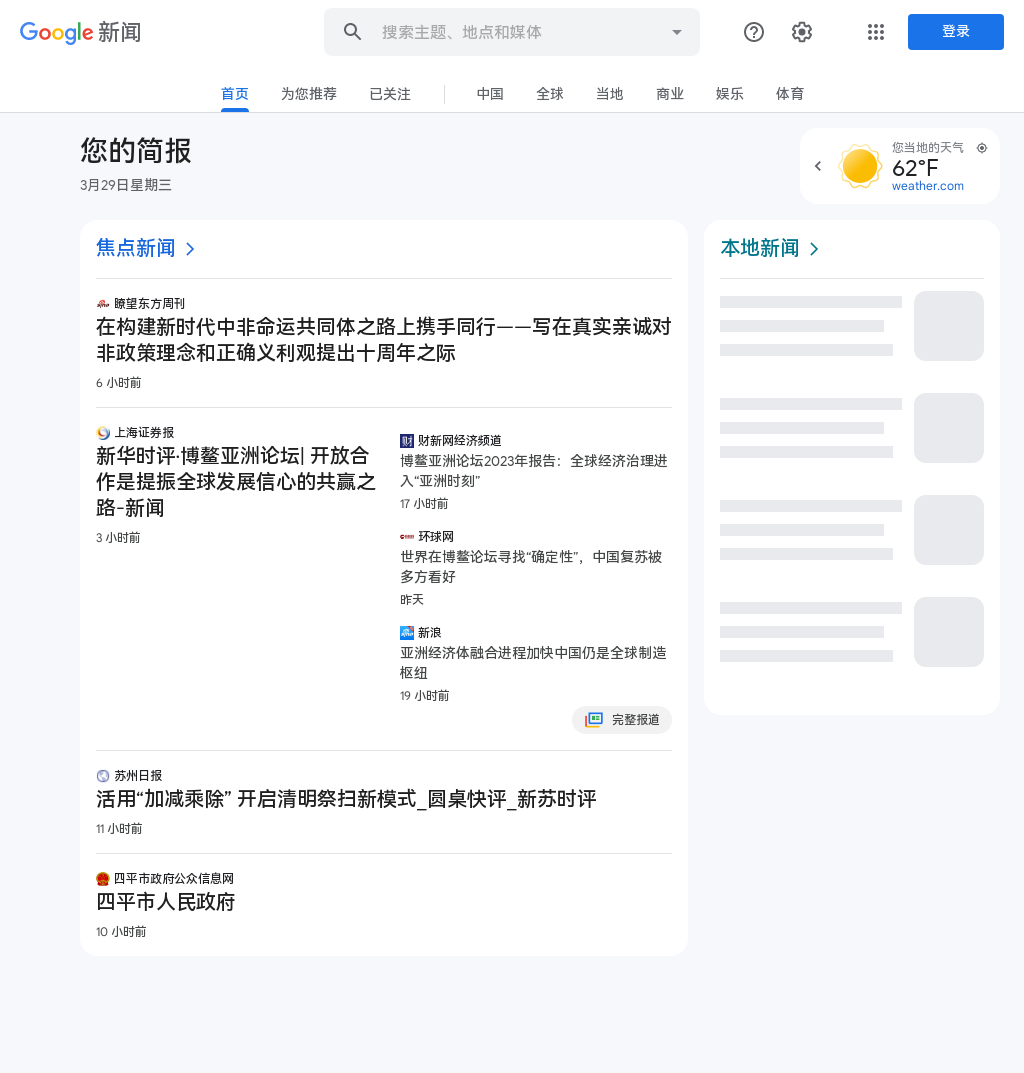 Google 新闻
搜索主题、地点和媒体
登录
首页
为您推荐
已关注
中国
全球
当地
商业
娱乐
体育
您的简报
3月29日星期三
您当地的天气
62°F
weather.com
焦点新闻
瞭望东方周刊
在构建新时代中非命运共同体之路上携手同行——写在真实亲诚对
非政策理念和正确义利观提出十周年之际
6 小时前
上海证券报
新华时评·博鳌亚洲论坛| 开放合
作是提振全球发展信心的共赢之
路-新闻
3 小时前
财新网经济频道
博鳌亚洲论坛2023年报告：全球经济治理进
入“亚洲时刻”
17 小时前
环球网
世界在博鳌论坛寻找“确定性”，中国复苏被
多方看好
昨天
新浪
亚洲经济体融合进程加快中国仍是全球制造
枢纽
19 小时前
完整报道
苏州日报
活用“加减乘除” 开启清明祭扫新模式_圆桌快评_新苏时评
11 小时前
四平市政府公众信息网
四平市人民政府
10 小时前
本地新闻